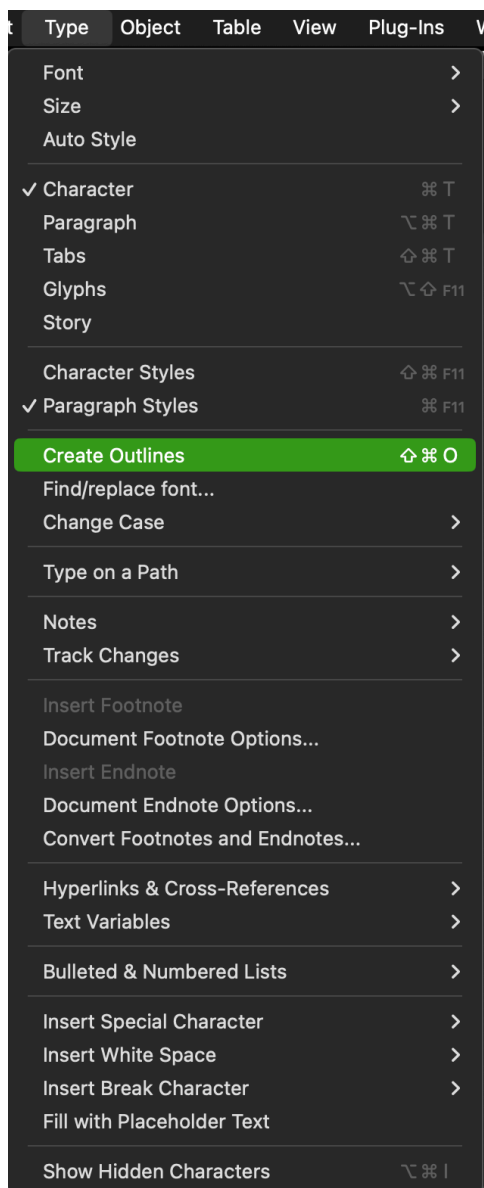 Type Object Table View Plug-Ins
Font
Size
Auto Style
✓ Character ⌘ T
Paragraph ⌥ ⌘ T
Tabs ⇧ ⌘ T
Glyphs ⌥ ⇧ F11
Story
Character Styles ⇧ ⌘ F11
✓ Paragraph Styles ⌘ F11
Create Outlines ⇧ ⌘ O
Find/replace font...
Change Case
Type on a Path
Notes
Track Changes
Insert Footnote
Document Footnote Options...
Insert Endnote
Document Endnote Options...
Convert Footnotes and Endnotes...
Hyperlinks & Cross-References
Text Variables
Bulleted & Numbered Lists
Insert Special Character
Insert White Space
Insert Break Character
Fill with Placeholder Text
Show Hidden Characters ⌥ ⌘ I